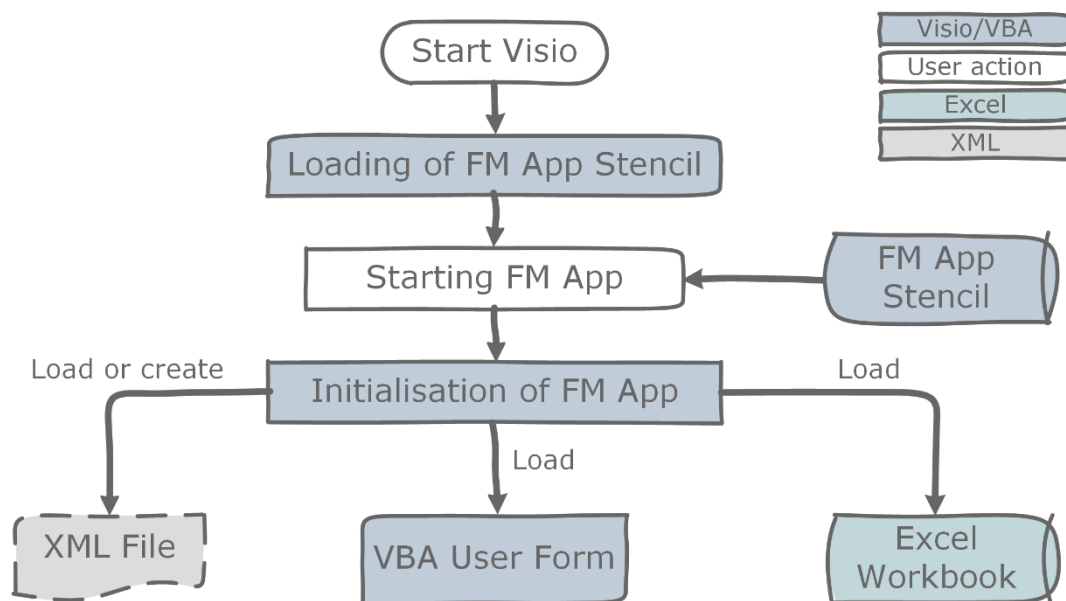 Start Visio
Visio/VBA
User action
Excel
XML
Loading of FM App Stencil
Starting FM App
FM App
Stencil
Load or create
Initialisation of FM App
Load
Load
XML File
VBA User Form
Excel
Workbook